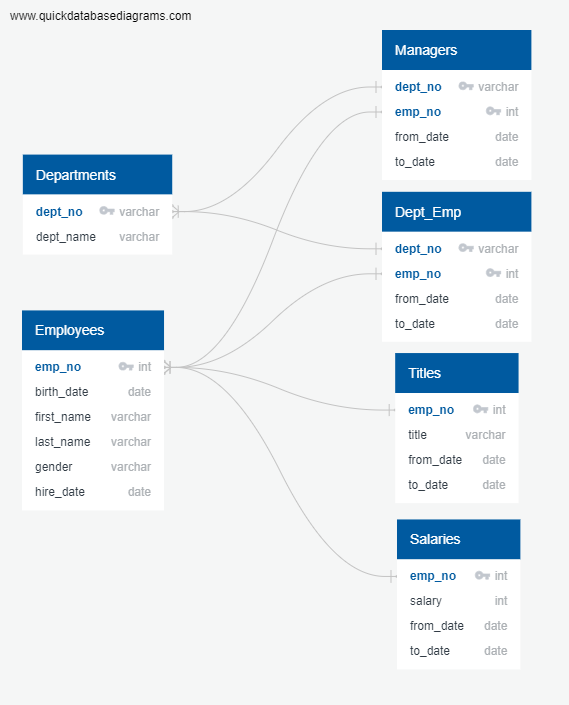 www.quickdatabasediagrams.com
Managers
dept_no varchar
emp_no int
from_date date
to_date date
Departments
dept_no varchar
dept_name varchar
Dept_Emp
dept_no varchar
emp_no int
from_date date
to_date date
Employees
emp_no int
birth_date date
first_name varchar
last_name varchar
gender varchar
hire_date date
Titles
emp_no int
title varchar
from_date date
to_date date
Salaries
emp_no int
salary int
from_date date
to_date date